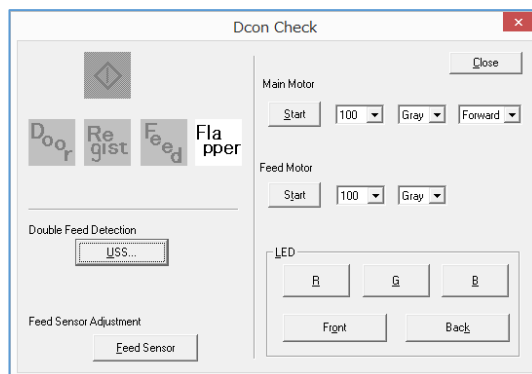 Dcon Check
x
Close
Door
Regist
Feed
Flapper
Main Motor
Start 100 Gray Forward
Feed Motor
Start 100 Gray
Double Feed Detection
USS...
Feed Sensor Adjustment
Feed Sensor
LED
R G B
Front Back